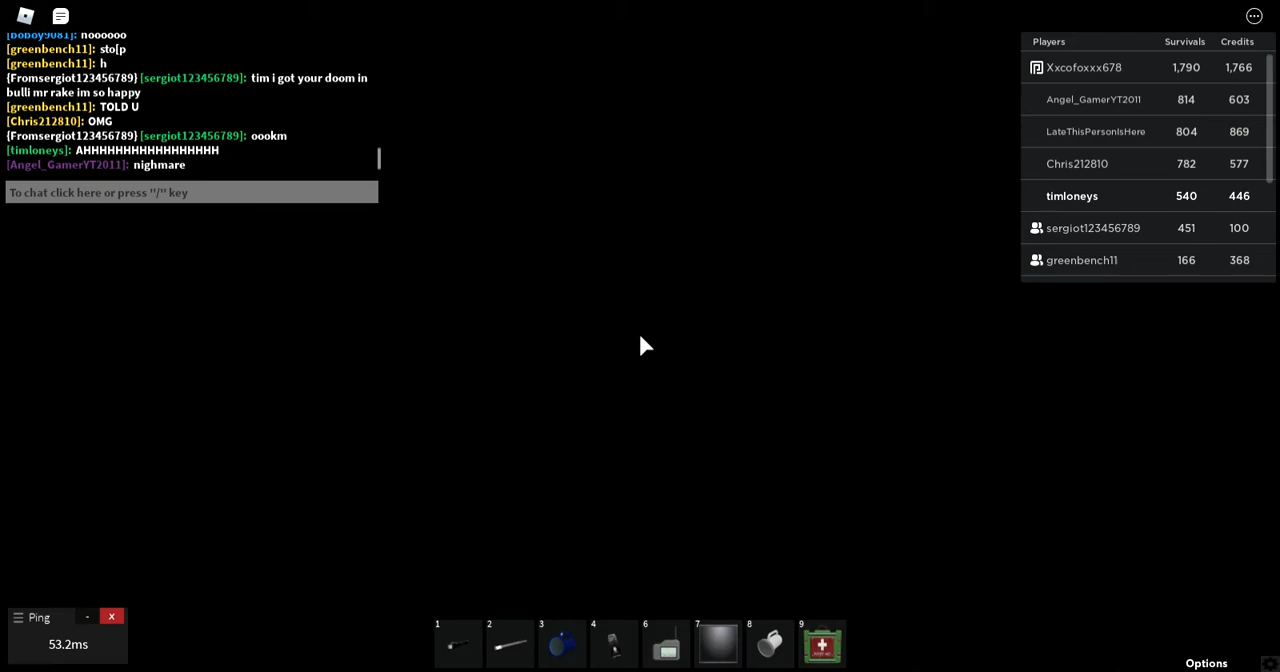 [boboy9081]: noooooo
[greenbench11]: sto[p
[greenbench11]: h
{Fromsergiot123456789} [sergiot123456789]: tim i got your doom in
bulli mr rake im so happy
[greenbench11]: TOLD U
[Chris212810]: OMG
{Fromsergiot123456789} [sergiot123456789]: oookm
[timloneys]: AHHHHHHHHHHHHHHHHH
[Angel_GamerYT2011]: nighmare
To chat click here or press "/" key
Players Survivals Credits
Xxcofoxxx678 1,790 1,766
Angel_GamerYT2011 814 603
LateThisPersonIsHere 804 869
Chris212810 782 577
timloneys 540 446
sergiot123456789 451 100
greenbench11 166 368
Ping - X
53.2ms
1 2 3 4 6 7 8 9
Options